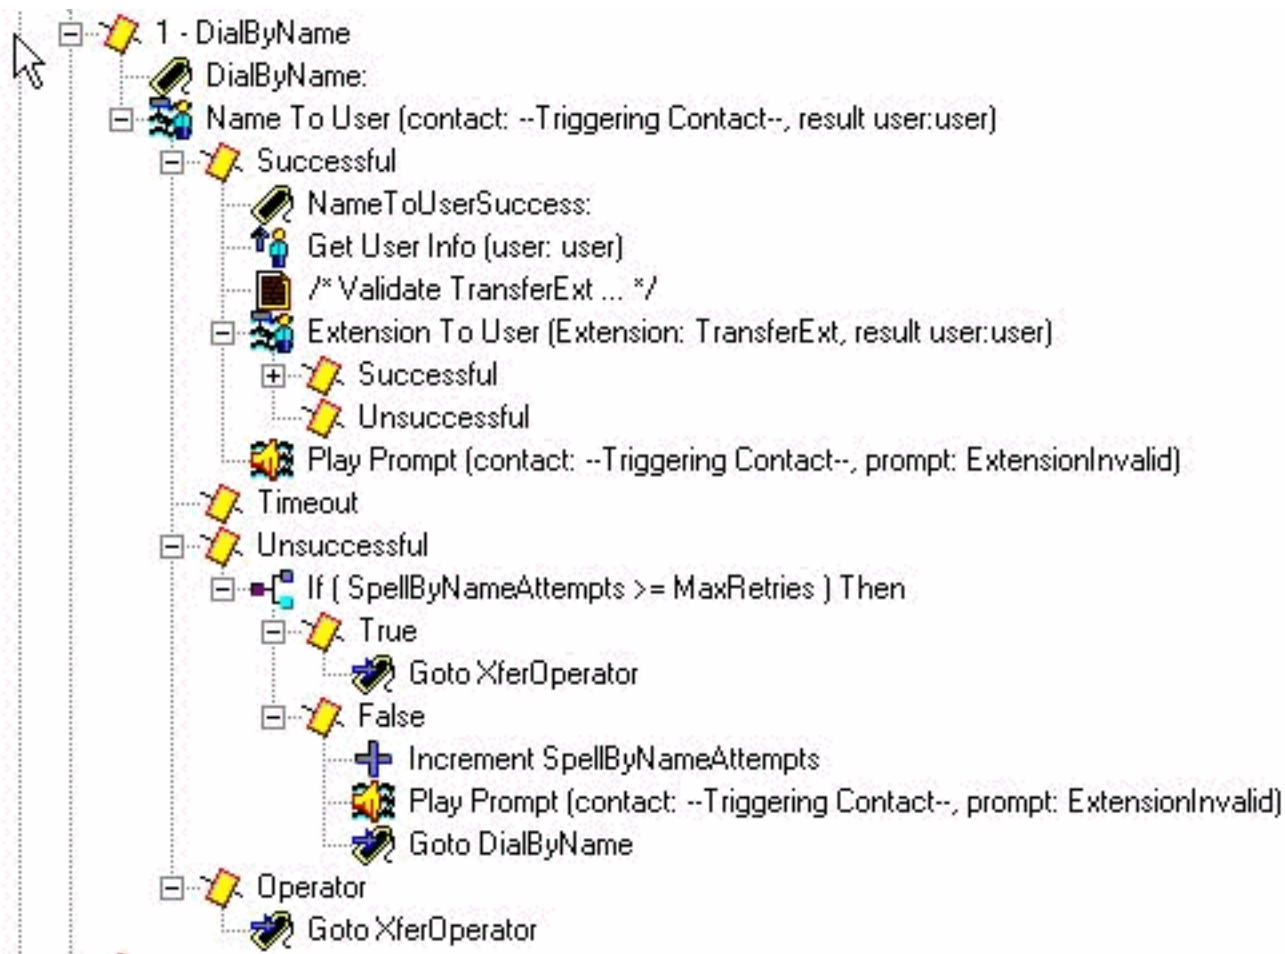 1 - DialByName
DialByName:
Name To User (contact: --Triggering Contact--, result user:user)
Successful
NameToUserSuccess:
Get User Info (user: user)
/* Validate TransferExt ... */
Extension To User (Extension: TransferExt, result user:user)
Successful
Unsuccessful
Play Prompt (contact: --Triggering Contact--, prompt: ExtensionInvalid)
Timeout
Unsuccessful
If ( SpellByNameAttempts >= MaxRetries ) Then
True
Goto XferOperator
False
Increment SpellByNameAttempts
Play Prompt (contact: --Triggering Contact--, prompt: ExtensionInvalid)
Goto DialByName
Operator
Goto XferOperator